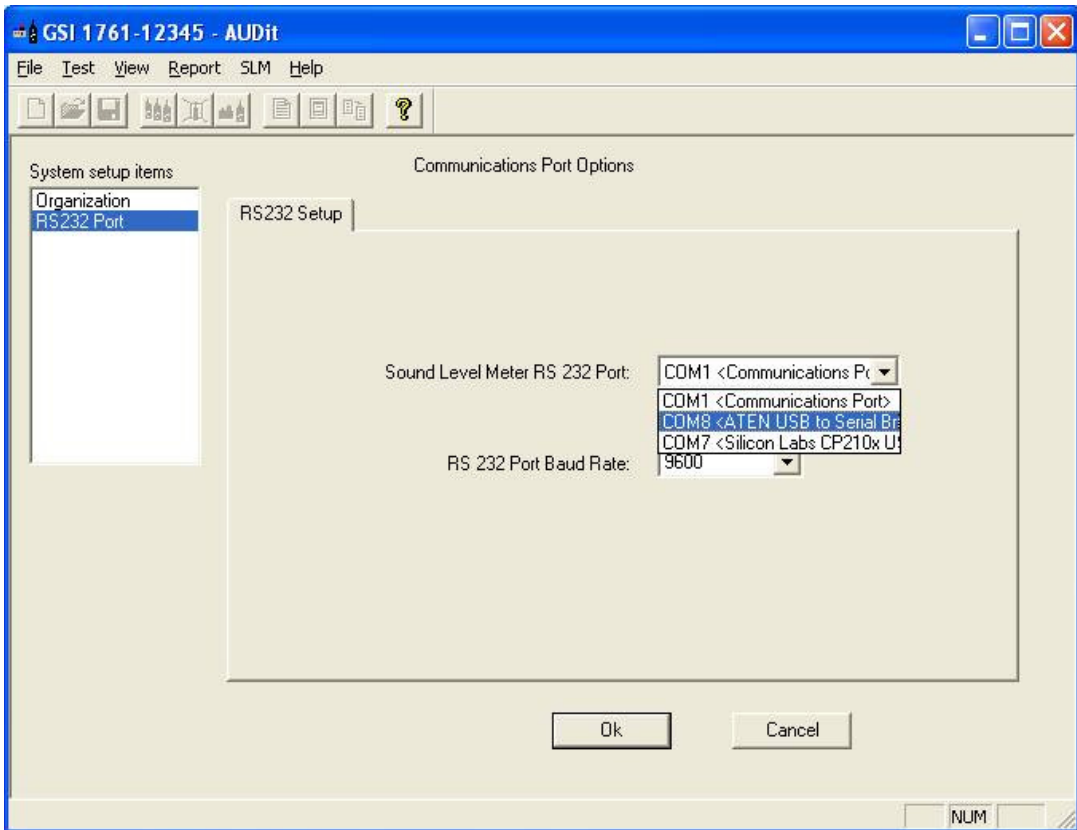 GSI 1761-12345 - AUDit
File Test View Report SLM Help
System setup items
Organization
RS232 Port
Communications Port Options
RS232 Setup
Sound Level Meter RS 232 Port:
COM1 <Communications Po
COM1 <Communications Port>
COM8 <ATEN USB to Serial Bri
COM7 <Silicon Labs CP210x US
RS 232 Port Baud Rate:
9600
Ok
Cancel
NUM